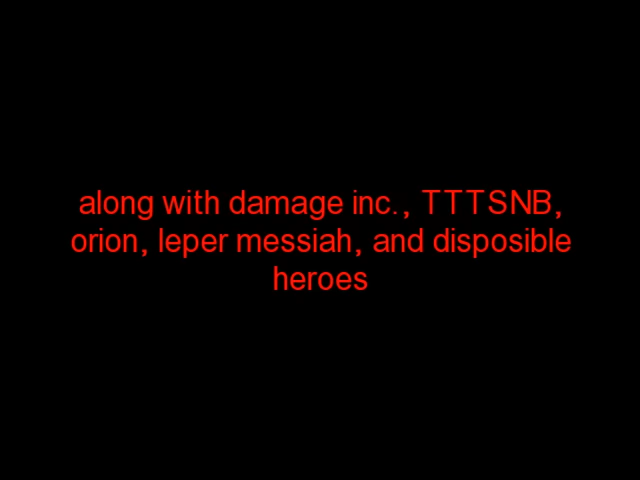 along with damage inc., TTTSNB,
orion, leper messiah, and disposible
heroes